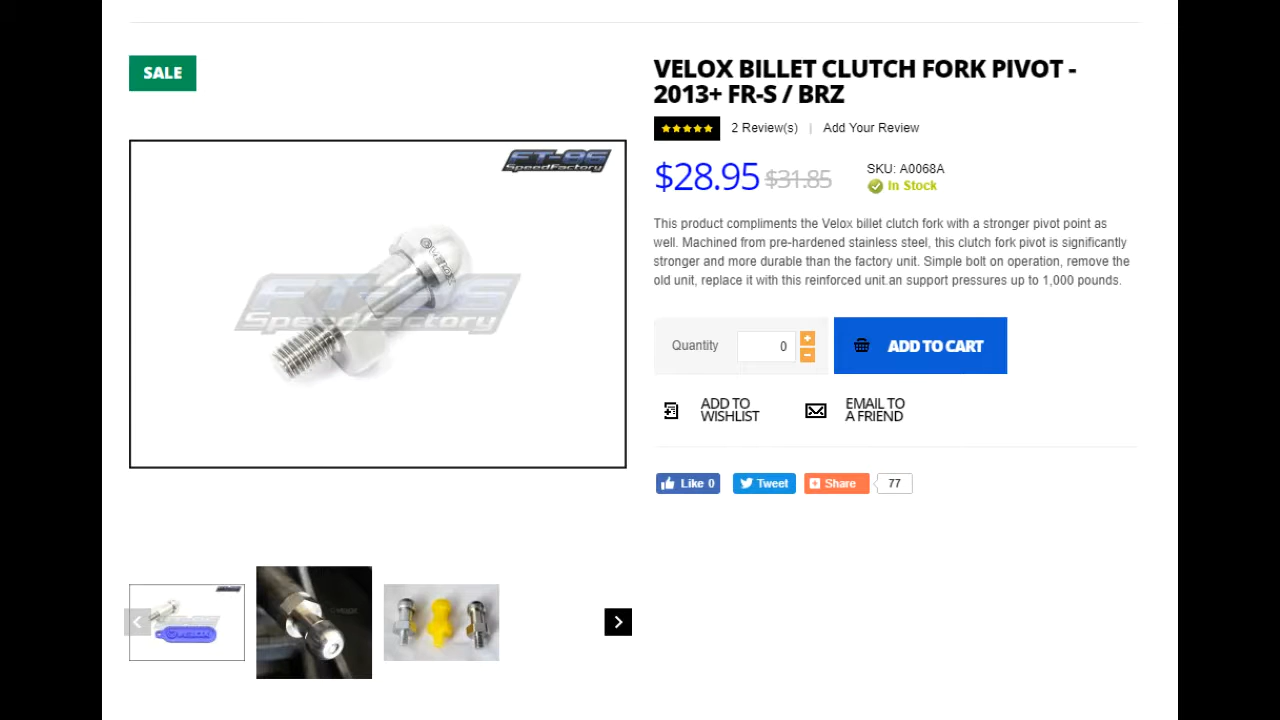 SALE
VELOX BILLET CLUTCH FORK PIVOT -
2013+ FR-S / BRZ
2 Review(s) | Add Your Review
$28.95 $31.85
SKU: A0068A
In Stock
This product compliments the Velox billet clutch fork with a stronger pivot point as
well. Machined from pre-hardened stainless steel, this clutch fork pivot is significantly
stronger and more durable than the factory unit. Simple bolt on operation, remove the
old unit, replace it with this reinforced unit.an support pressures up to 1,000 pounds.
Quantity 0
ADD TO CART
ADD TO
WISHLIST
EMAIL TO
A FRIEND
Like 0 Tweet Share 77
FT-86
SpeedFactory
VELOX
FT-86
SpeedFactory
VELOX